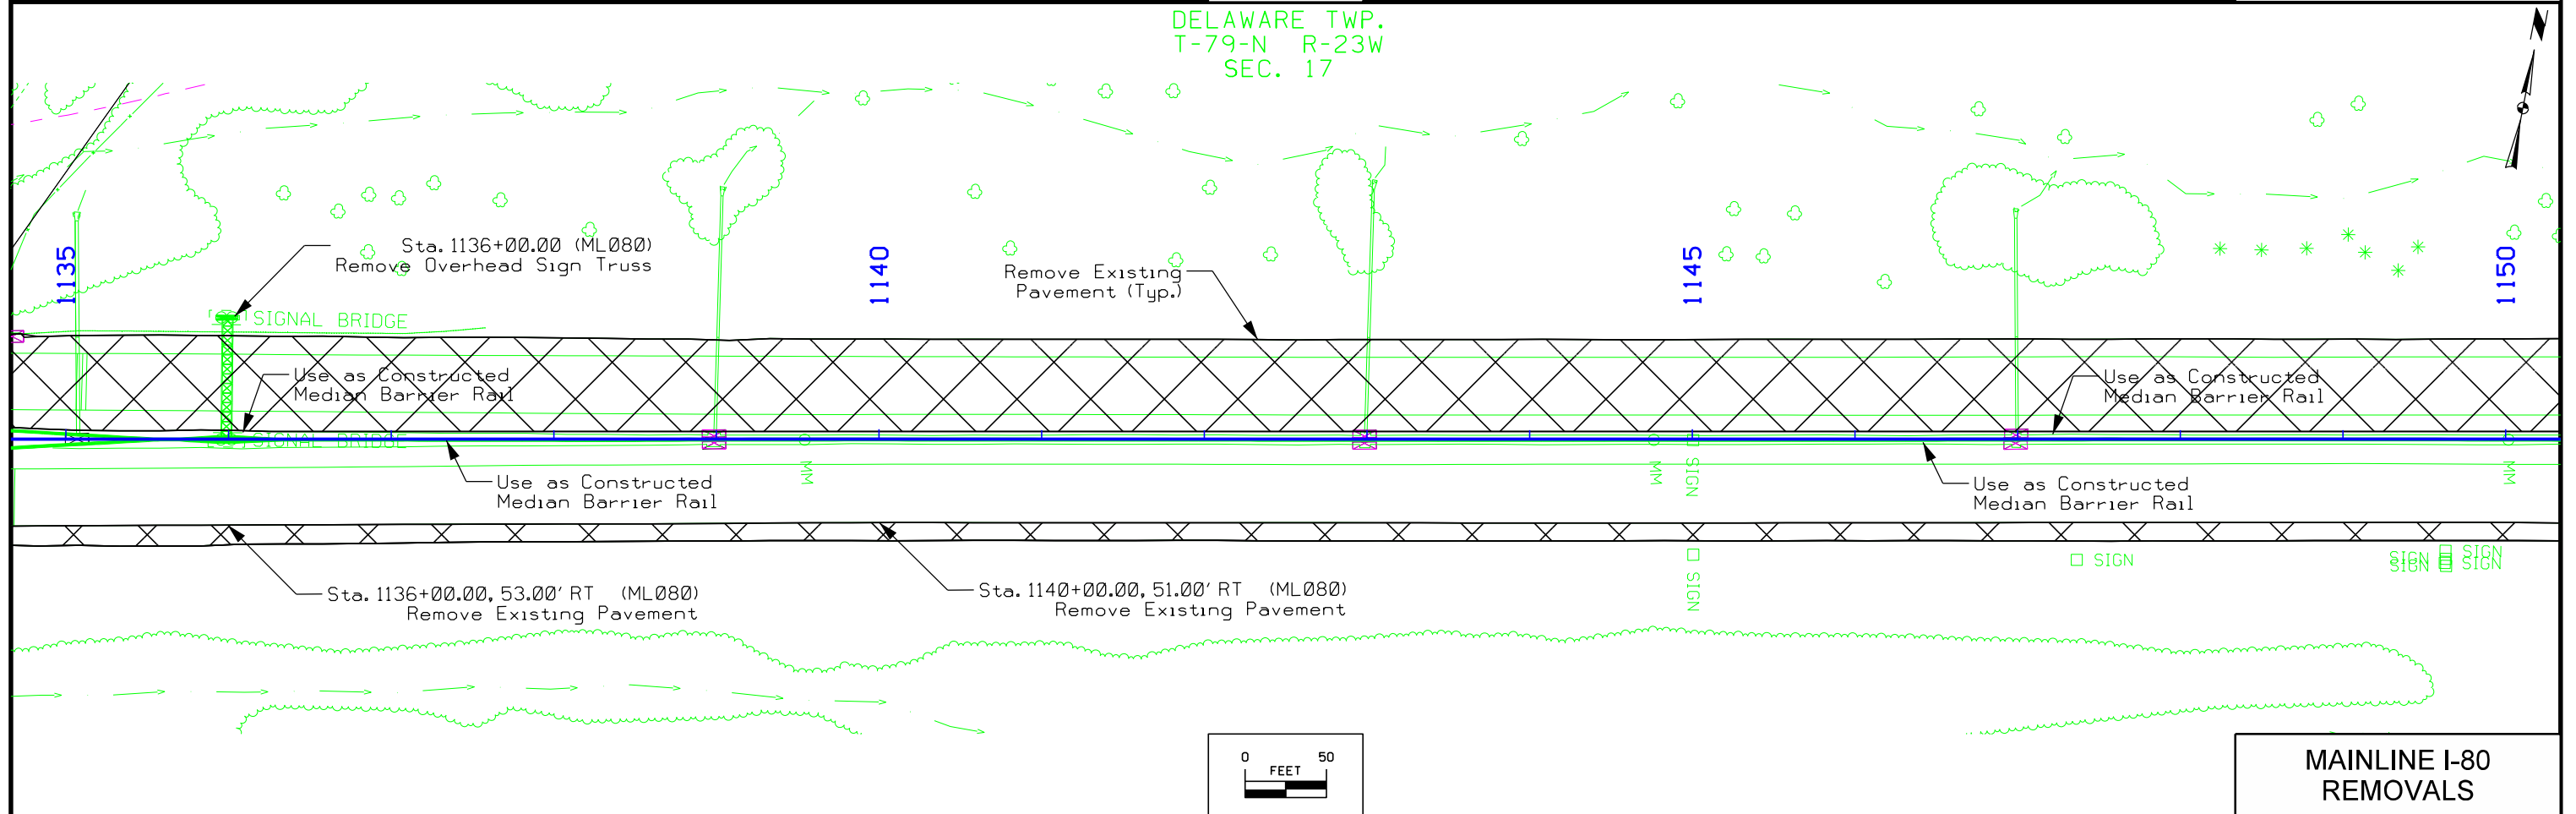 DELAWARE TWP.
T-79-N R-23W
SEC. 17
Sta. 1136+00.00 (ML080)
Remove Overhead Sign Truss
1135
1140
1145
1150
Remove Existing
Pavement (Typ.)
SIGNAL BRIDGE
Use as Constructed
Median Barrier Rail
Use as Constructed
Median Barrier Rail
SIGNAL BRIDGE
MM
MM
SIGN
MM
Use as Constructed
Median Barrier Rail
Use as Constructed
Median Barrier Rail
SIGN
SIGN
SIGN
SIGN
SIGN
SIGN
Sta. 1136+00.00, 53.00' RT (ML080)
Remove Existing Pavement
Sta. 1140+00.00, 51.00' RT (ML080)
Remove Existing Pavement
0 50
FEET
MAINLINE I-80
REMOVALS
N